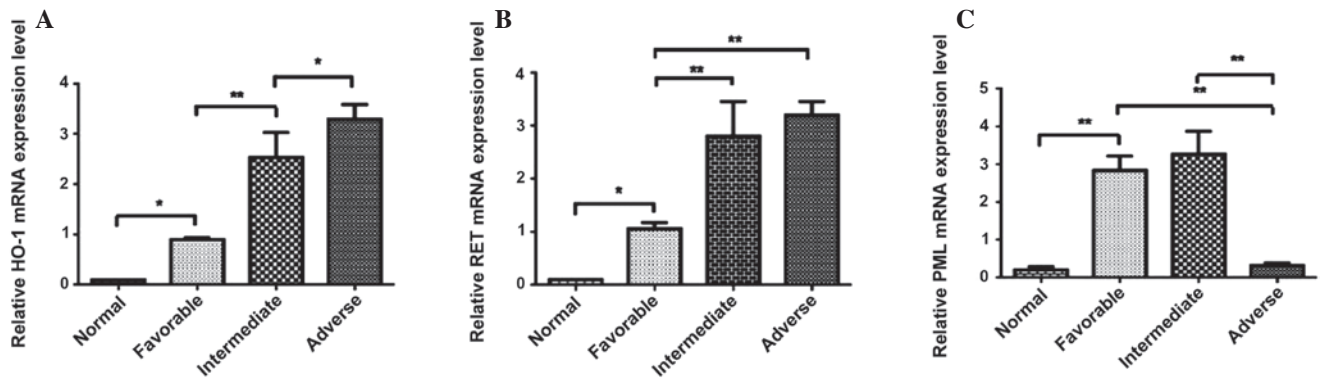 A
Relative HO-1 mRNA expression level
4
3
2
1
0
*
**
*
Normal
Favorable
Intermediate
Adverse
B
Relative RET mRNA expression level
4
3
2
1
0
*
**
**
Normal
Favorable
Intermediate
Adverse
C
Relative PML mRNA expression level
5
4
3
2
1
0
**
**
**
Normal
Favorable
Intermediate
Adverse